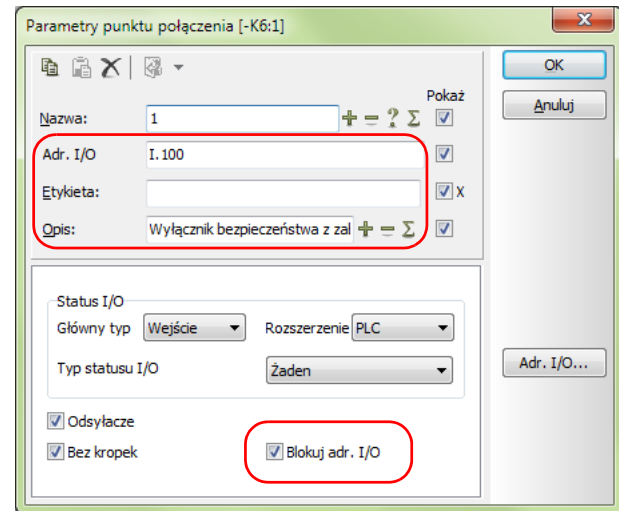 Parametry punktu połączenia [-K6:1]
OK
Anuluj
Pokaż
Nazwa: 1
Adr. I/O I.100
Etykieta: X
Opis: Wyłącznik bezpieczeństwa z zal
Status I/O
Główny typ Wejście Rozszerzenie PLC
Typ statusu I/O Żaden
Adr. I/O...
Odsyłacze
Bez kropek Blokuj adr. I/O